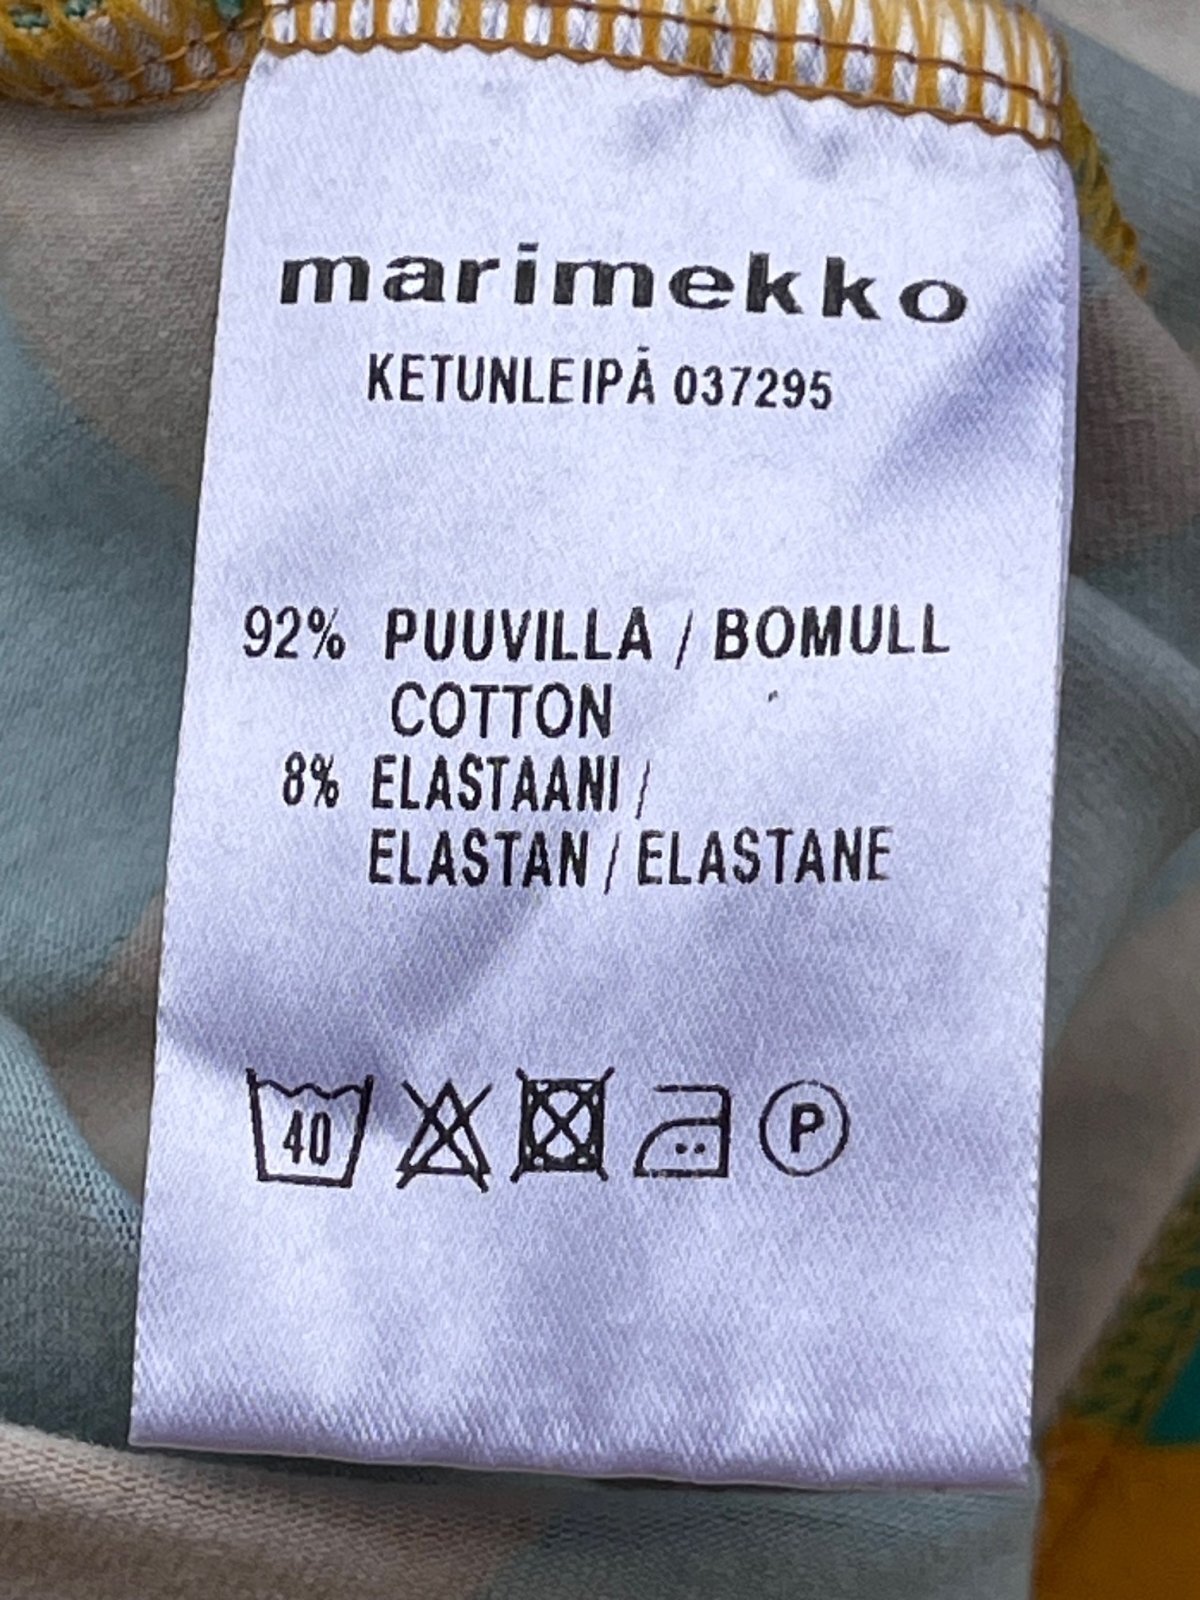 marimekko
KETUNLEIPÄ 037295
92% PUUVILLA / BOMULL
COTTON
8% ELASTAANI /
ELASTAN / ELASTANE
40 P